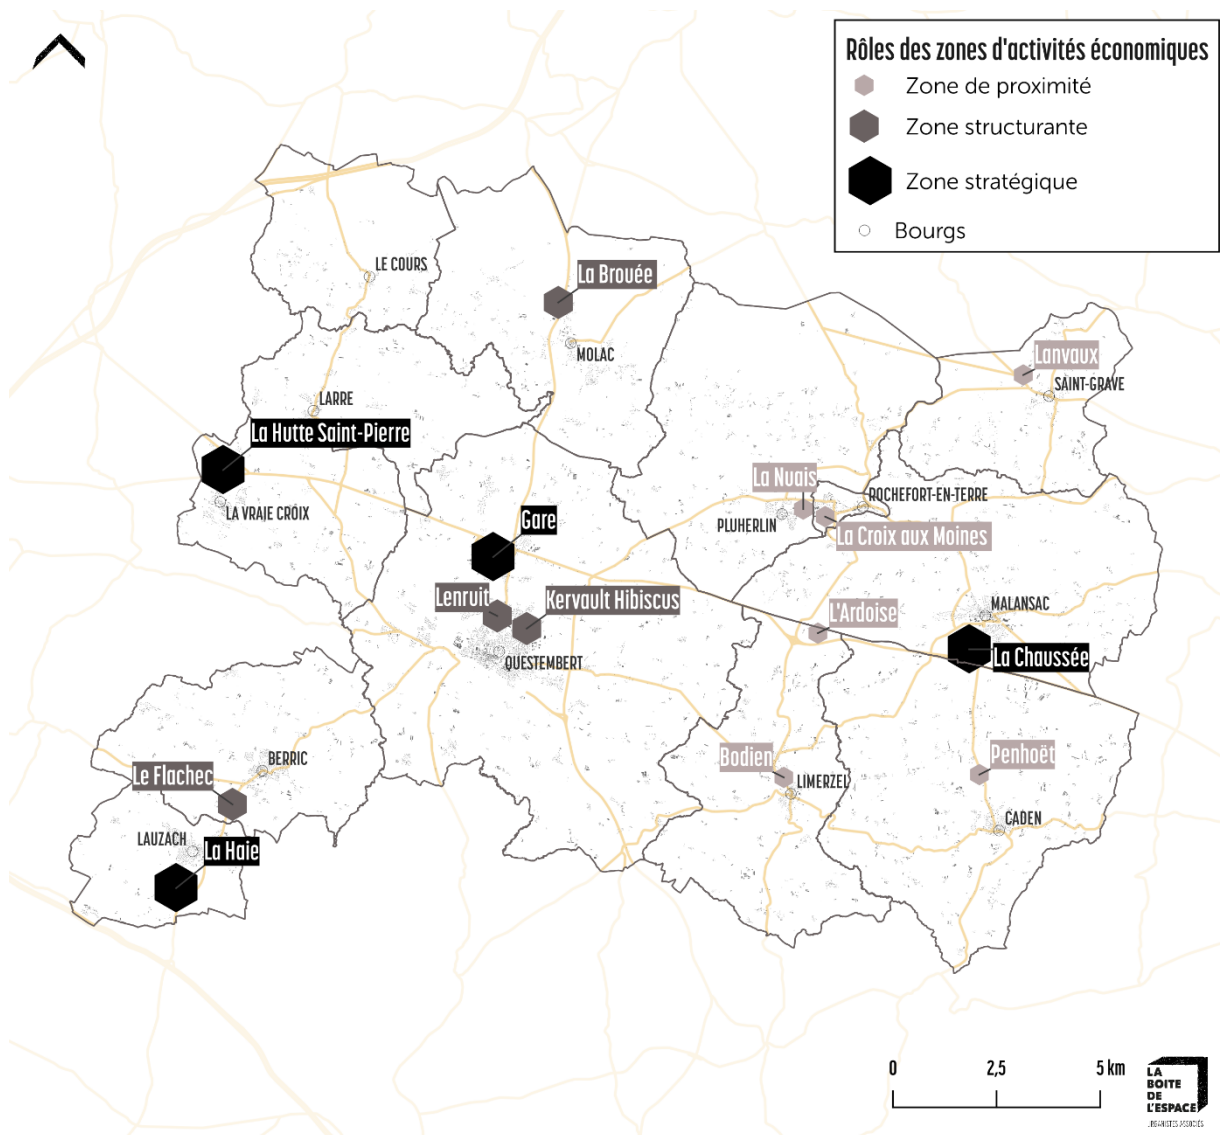 Rôles des zones d'activités économiques
Zone de proximité
Zone structurante
Zone stratégique
Bourgs
LE COURS
La Brouée
MOLAC
Lanvaux
SAINT-GRAVE
LARRE
La Hutte Saint-Pierre
LA VRAIE CROIX
La Nuais
ROCHEFORT-EN-TERRE
PLUHERLIN
La Croix aux Moines
Gare
Lenruit
Kervault Hibiscus
QUESTEMBERT
L'Ardoise
MALANSAC
La Chaussée
BERRIC
Le Flachec
Bodien
LIMERZEL
Penhoët
CADEN
LAUZACH
La Haie
0 2,5 5 km
LA
BOITE
DE
L'ESPACE
URBANISTES ASSOCIÉS